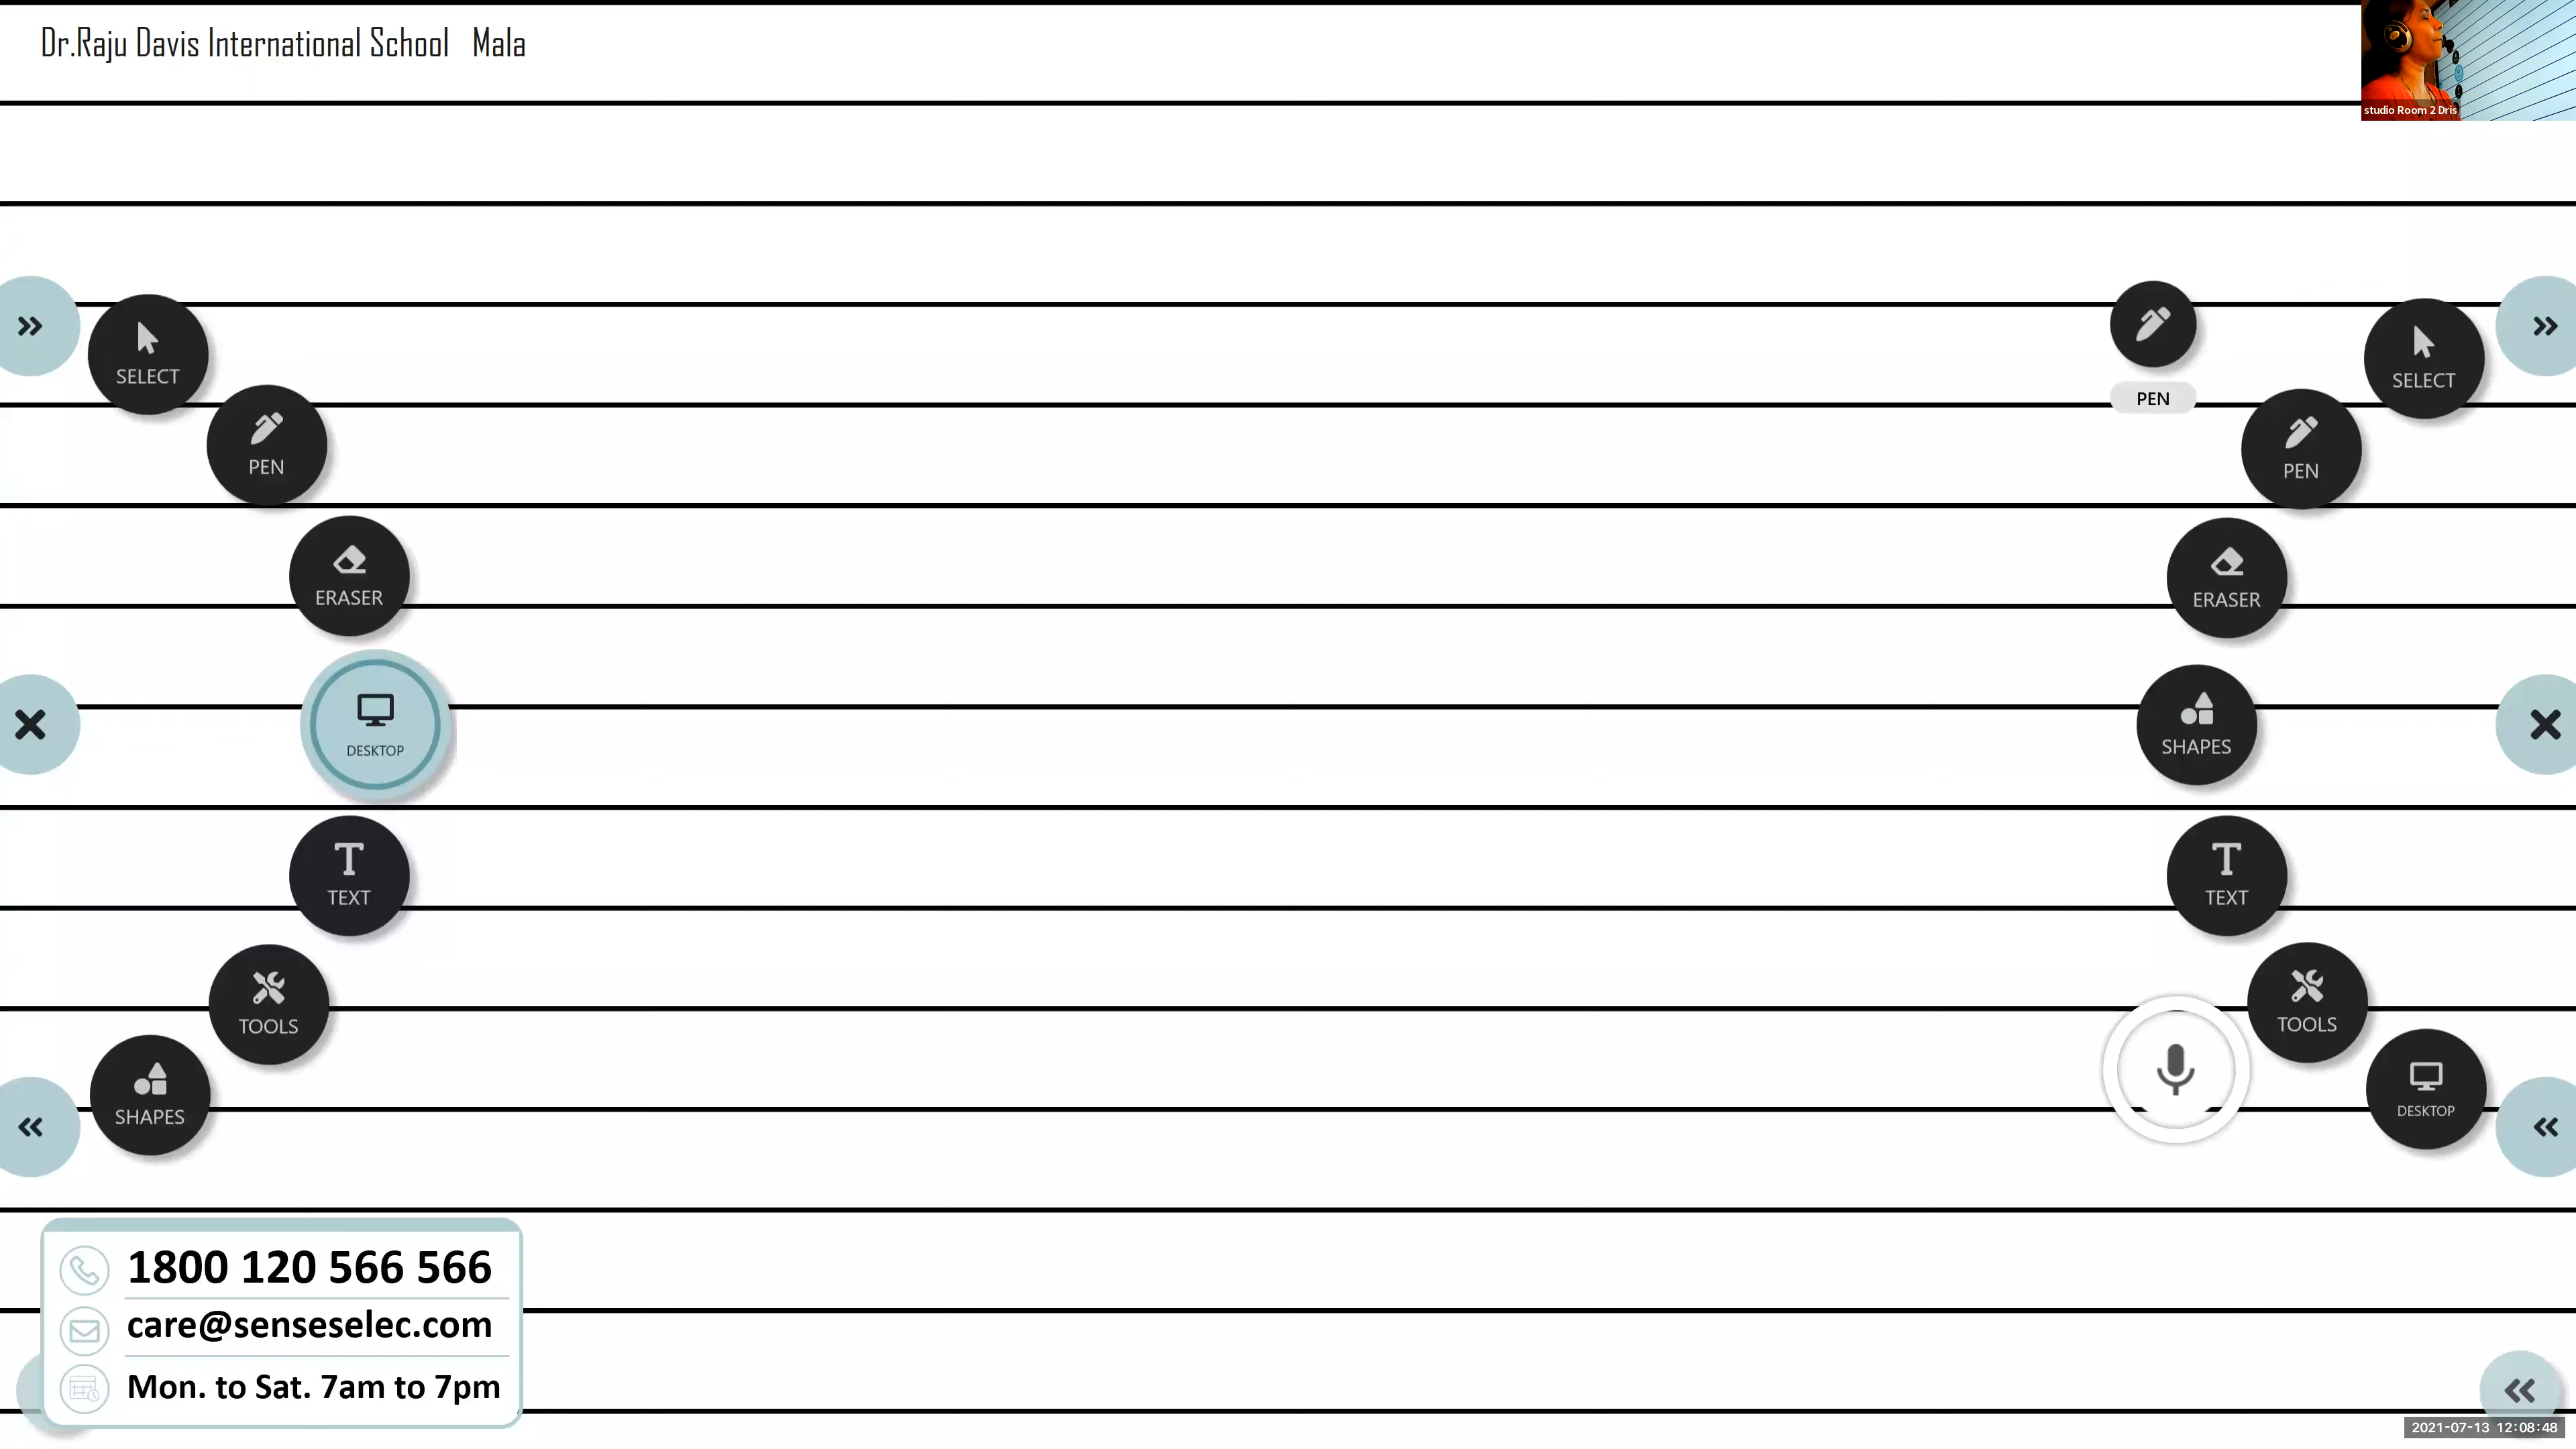 Dr.Raju Davis International School Mala
studio Room 2 Dris
SELECT
PEN
ERASER
DESKTOP
TEXT
TOOLS
SHAPES
PEN
SELECT
PEN
ERASER
SHAPES
TEXT
TOOLS
DESKTOP
1800 120 566 566
care@senseselec.com
Mon. to Sat. 7am to 7pm
2021-07-13 12:08:48